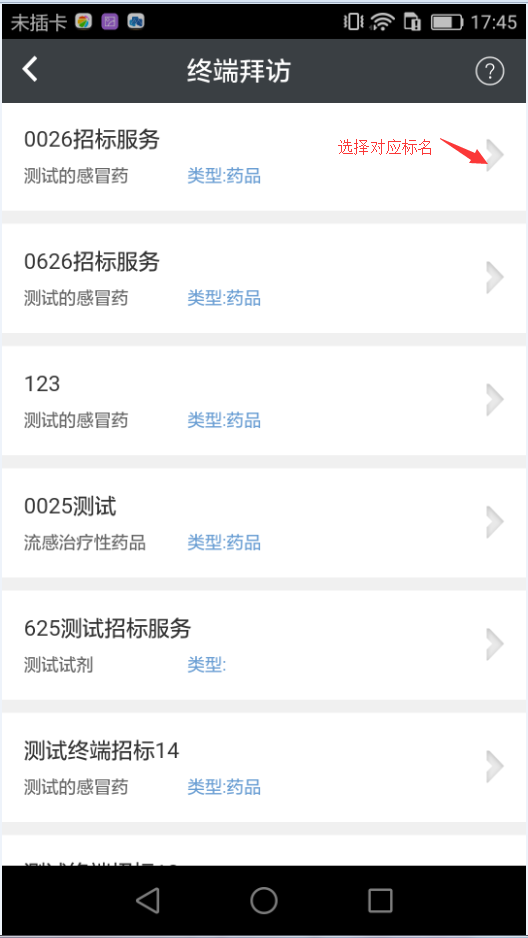 未插卡 17:45
终端拜访 ?
0026招标服务
选择对应标名
测试的感冒药 类型:药品
0626招标服务
测试的感冒药 类型:药品
123
测试的感冒药 类型:药品
0025测试
流感治疗性药品 类型:药品
625测试招标服务
测试试剂 类型:
测试终端招标14
测试的感冒药 类型:药品